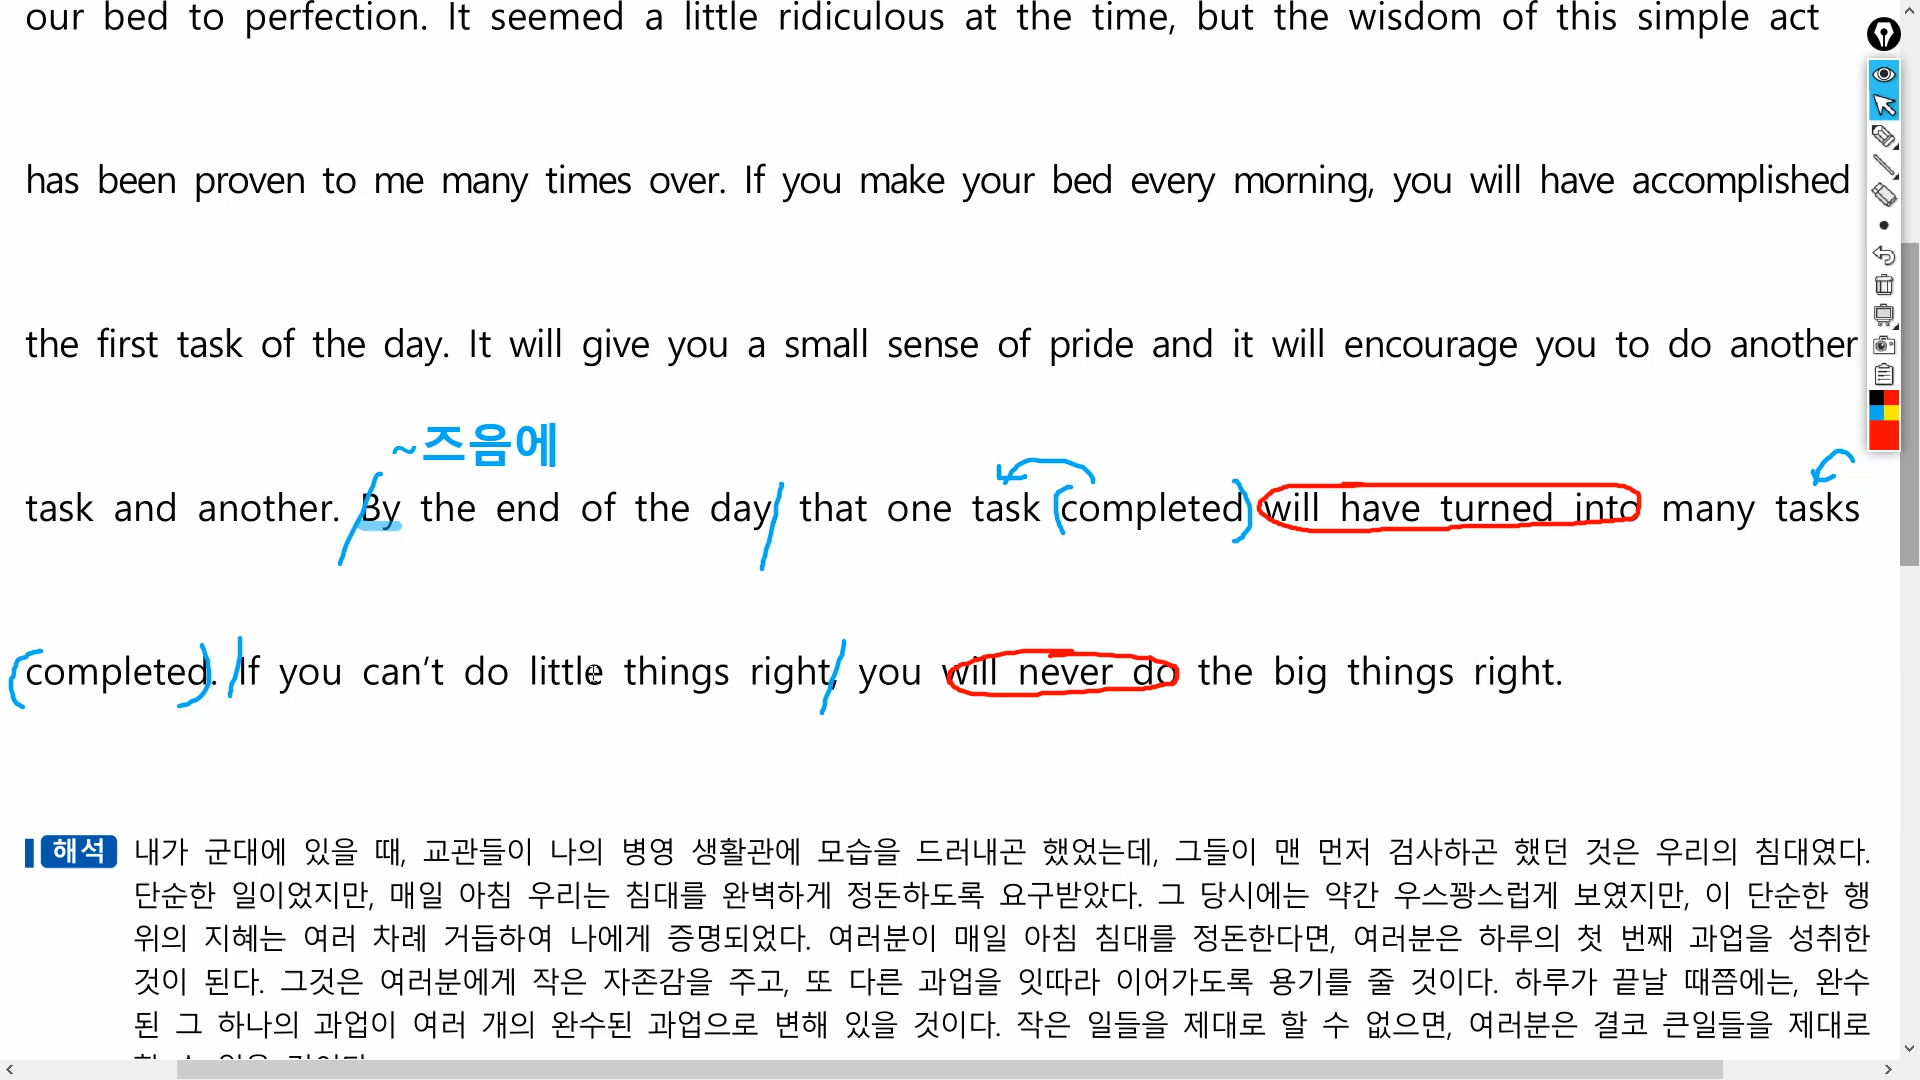 our bed to perfection. It seemed a little ridiculous at the time, but the wisdom of this simple act
has been proven to me many times over. If you make your bed every morning, you will have accomplished
the first task of the day. It will give you a small sense of pride and it will encourage you to do another
~즈음에
task and another. By the end of the day, that one task completed will have turned into many tasks
completed. If you can't do little things right, you will never do the big things right.
해석 내가 군대에 있을 때, 교관들이 나의 병영 생활관에 모습을 드러내곤 했었는데, 그들이 맨 먼저 검사하곤 했던 것은 우리의 침대였다.
단순한 일이었지만, 매일 아침 우리는 침대를 완벽하게 정돈하도록 요구받았다. 그 당시에는 약간 우스꽝스럽게 보였지만, 이 단순한 행
위의 지혜는 여러 차례 거듭하여 나에게 증명되었다. 여러분이 매일 아침 침대를 정돈한다면, 여러분은 하루의 첫 번째 과업을 성취한
것이 된다. 그것은 여러분에게 작은 자존감을 주고, 또 다른 과업을 잇따라 이어가도록 용기를 줄 것이다. 하루가 끝날 때쯤에는, 완수
된 그 하나의 과업이 여러 개의 완수된 과업으로 변해 있을 것이다. 작은 일들을 제대로 할 수 없으면, 여러분은 결코 큰일들을 제대로